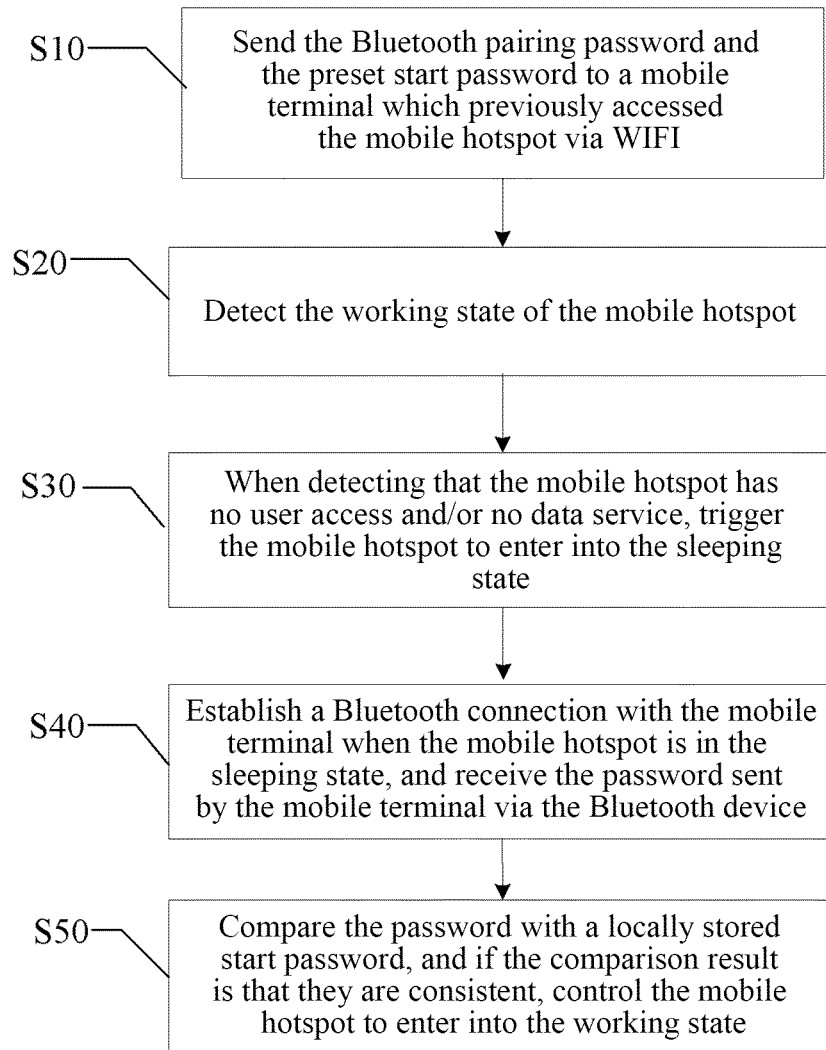 S10
Send the Bluetooth pairing password and
the preset start password to a mobile
terminal which previously accessed
the mobile hotspot via WIFI
S20
Detect the working state of the mobile hotspot
S30
When detecting that the mobile hotspot has
no user access and/or no data service, trigger
the mobile hotspot to enter into the sleeping
state
S40
Establish a Bluetooth connection with the mobile
terminal when the mobile hotspot is in the
sleeping state, and receive the password sent
by the mobile terminal via the Bluetooth device
S50
Compare the password with a locally stored
start password, and if the comparison result
is that they are consistent, control the mobile
hotspot to enter into the working state